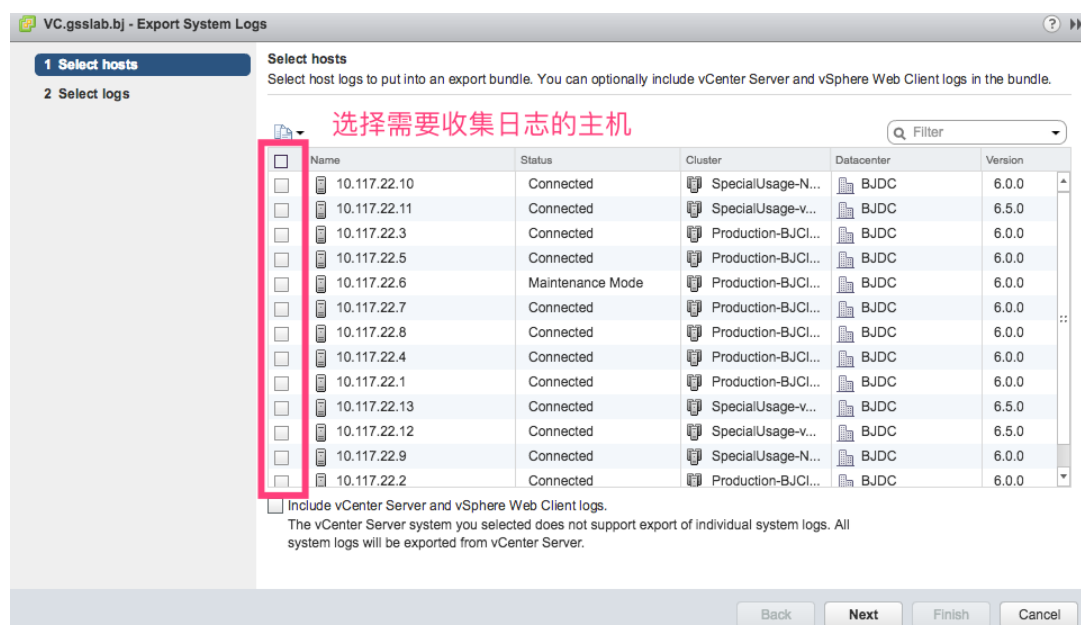 VC.gsslab.bj - Export System Logs
1 Select hosts
2 Select logs
Select hosts
Select host logs to put into an export bundle. You can optionally include vCenter Server and vSphere Web Client logs in the bundle.
选择需要收集日志的主机
Filter
Name Status Cluster Datacenter Version
10.117.22.10 Connected SpecialUsage-N... BJDC 6.0.0
10.117.22.11 Connected SpecialUsage-v... BJDC 6.5.0
10.117.22.3 Connected Production-BJCl... BJDC 6.0.0
10.117.22.5 Connected Production-BJCl... BJDC 6.0.0
10.117.22.6 Maintenance Mode Production-BJCl... BJDC 6.0.0
10.117.22.7 Connected Production-BJCl... BJDC 6.0.0
10.117.22.8 Connected Production-BJCl... BJDC 6.0.0
10.117.22.4 Connected Production-BJCl... BJDC 6.0.0
10.117.22.1 Connected Production-BJCl... BJDC 6.0.0
10.117.22.13 Connected SpecialUsage-v... BJDC 6.5.0
10.117.22.12 Connected SpecialUsage-v... BJDC 6.5.0
10.117.22.9 Connected SpecialUsage-N... BJDC 6.0.0
10.117.22.2 Connected Production-BJCl... BJDC 6.0.0
Include vCenter Server and vSphere Web Client logs.
The vCenter Server system you selected does not support export of individual system logs. All
system logs will be exported from vCenter Server.
Back Next Finish Cancel